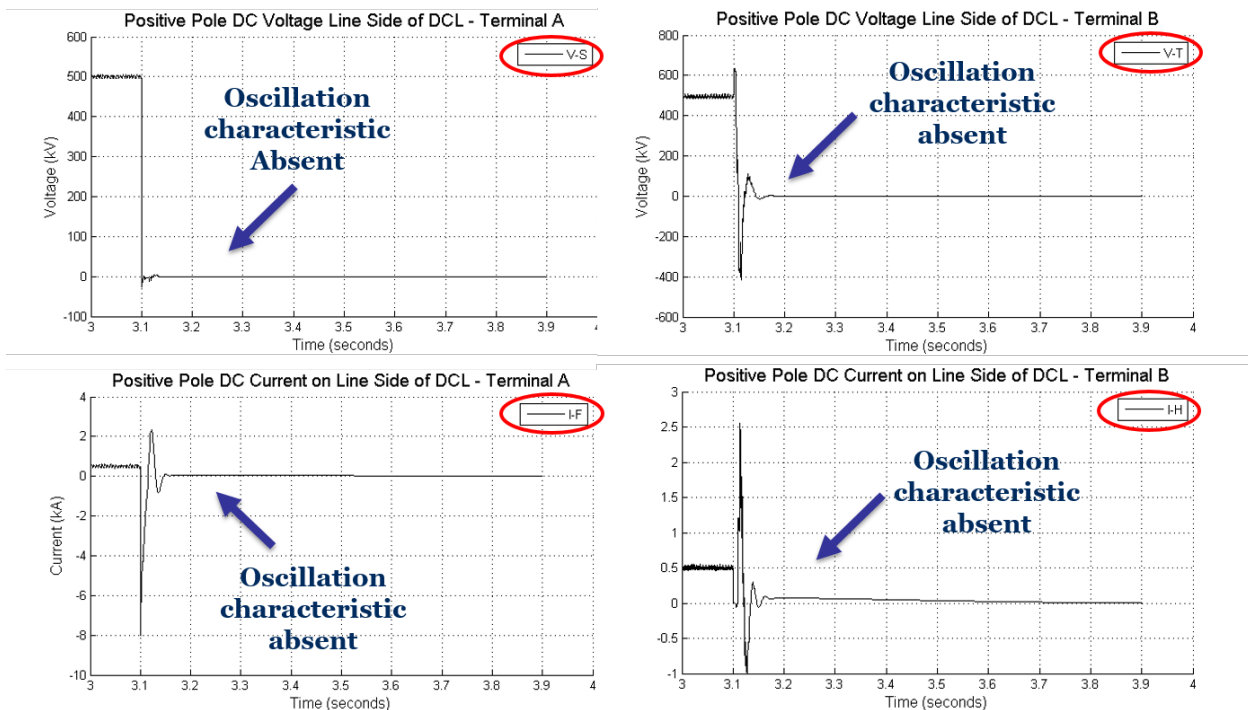 Positive Pole DC Voltage Line Side of DCL - Terminal A
600
500
400
300
200
100
0
-100
Voltage (kV)
V-S
Oscillation
characteristic
Absent
3 3.1 3.2 3.3 3.4 3.5 3.6 3.7 3.8 3.9 4
Time (seconds)
Positive Pole DC Voltage Line Side of DCL - Terminal B
800
600
400
200
0
-200
-400
-600
Voltage (kV)
V-T
Oscillation
characteristic
absent
3 3.1 3.2 3.3 3.4 3.5 3.6 3.7 3.8 3.9 4
Time (seconds)
Positive Pole DC Current on Line Side of DCL - Terminal A
4
2
0
-2
-4
-6
-8
-10
Current (kA)
I-F
Oscillation
characteristic
absent
3 3.1 3.2 3.3 3.4 3.5 3.6 3.7 3.8 3.9 4
Time (seconds)
Positive Pole DC Current on Line Side of DCL - Terminal B
3
2.5
2
1.5
1
0.5
0
-0.5
-1
I-H
Oscillation
characteristic
absent
3 3.1 3.2 3.3 3.4 3.5 3.6 3.7 3.8 3.9 4
Time (seconds)